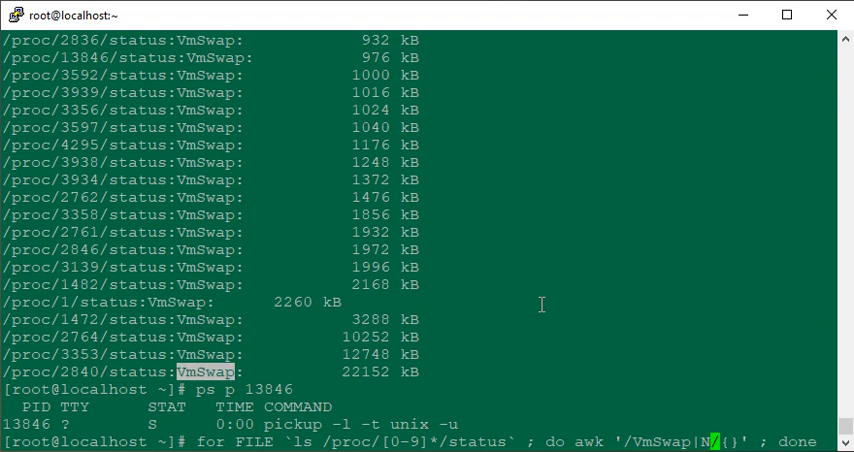 root@localhost:~
/proc/2836/status:VmSwap: 932 kB
/proc/13846/status:VmSwap: 976 kB
/proc/3592/status:VmSwap: 1000 kB
/proc/3939/status:VmSwap: 1016 kB
/proc/3356/status:VmSwap: 1024 kB
/proc/3597/status:VmSwap: 1040 kB
/proc/4295/status:VmSwap: 1176 kB
/proc/3938/status:VmSwap: 1248 kB
/proc/3934/status:VmSwap: 1372 kB
/proc/2762/status:VmSwap: 1476 kB
/proc/3358/status:VmSwap: 1856 kB
/proc/2761/status:VmSwap: 1932 kB
/proc/2846/status:VmSwap: 1972 kB
/proc/3139/status:VmSwap: 1996 kB
/proc/1482/status:VmSwap: 2168 kB
/proc/1/status:VmSwap: 2260 kB
/proc/1472/status:VmSwap: 3288 kB
/proc/2764/status:VmSwap: 10252 kB
/proc/3353/status:VmSwap: 12748 kB
/proc/2840/status:VmSwap: 22152 kB
[root@localhost ~]# ps p 13846
PID TTY STAT TIME COMMAND
13846 ? S 0:00 pickup -l -t unix -u
[root@localhost ~]# for FILE `ls /proc/[0-9]*/status` ; do awk '/VmSwap|N/{}' ; done